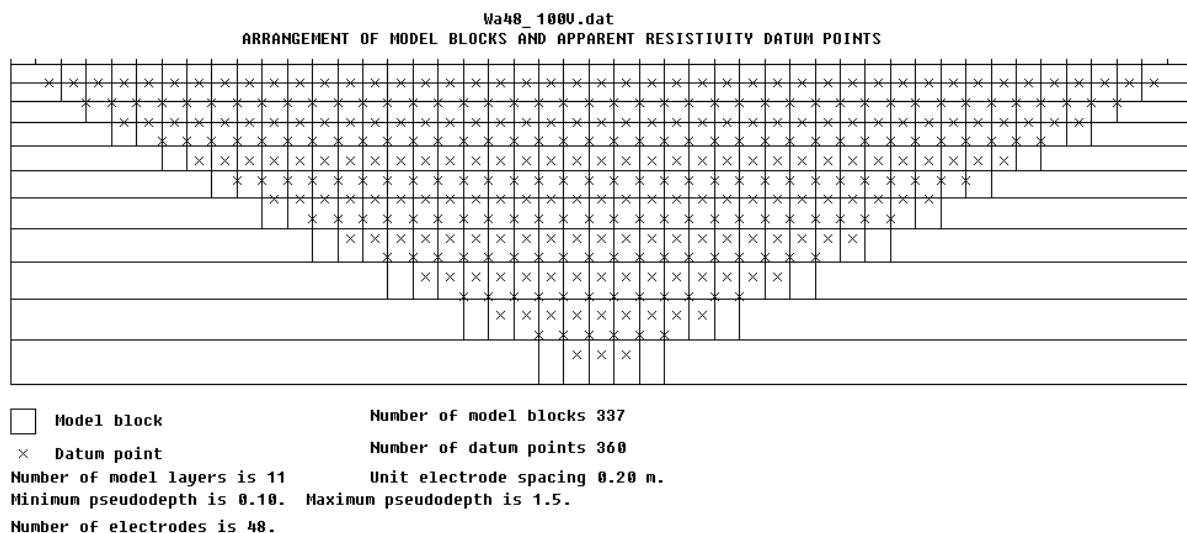 Wa48_100V.dat
ARRANGEMENT OF MODEL BLOCKS AND APPARENT RESISTIVITY DATUM POINTS
Model block
Number of model blocks 337
Datum point
Number of datum points 360
Number of model layers is 11
Unit electrode spacing 0.20 m.
Minimum pseudodepth is 0.10. Maximum pseudodepth is 1.5.
Number of electrodes is 48.